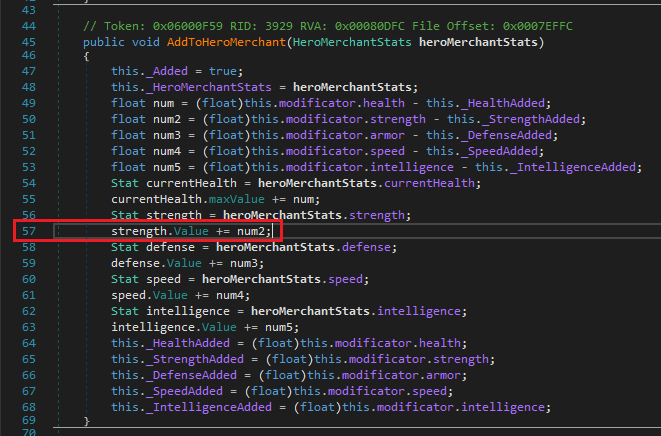 43
44 // Token: 0x06000F59 RID: 3929 RVA: 0x00080DFC File Offset: 0x0007EFFC
45 public void AddToHeroMerchant(HeroMerchantStats heroMerchantStats)
46 {
47 this._Added = true;
48 this._HeroMerchantStats = heroMerchantStats;
49 float num = (float)this.modificator.health - this._HealthAdded;
50 float num2 = (float)this.modificator.strength - this._StrengthAdded;
51 float num3 = (float)this.modificator.armor - this._DefenseAdded;
52 float num4 = (float)this.modificator.speed - this._SpeedAdded;
53 float num5 = (float)this.modificator.intelligence - this._IntelligenceAdded;
54 Stat currentHealth = heroMerchantStats.currentHealth;
55 currentHealth.maxValue += num;
56 Stat strength = heroMerchantStats.strength;
57 strength.Value += num2;
58 Stat defense = heroMerchantStats.defense;
59 defense.Value += num3;
60 Stat speed = heroMerchantStats.speed;
61 speed.Value += num4;
62 Stat intelligence = heroMerchantStats.intelligence;
63 intelligence.Value += num5;
64 this._HealthAdded = (float)this.modificator.health;
65 this._StrengthAdded = (float)this.modificator.strength;
66 this._DefenseAdded = (float)this.modificator.armor;
67 this._SpeedAdded = (float)this.modificator.speed;
68 this._IntelligenceAdded = (float)this.modificator.intelligence;
69 }
70